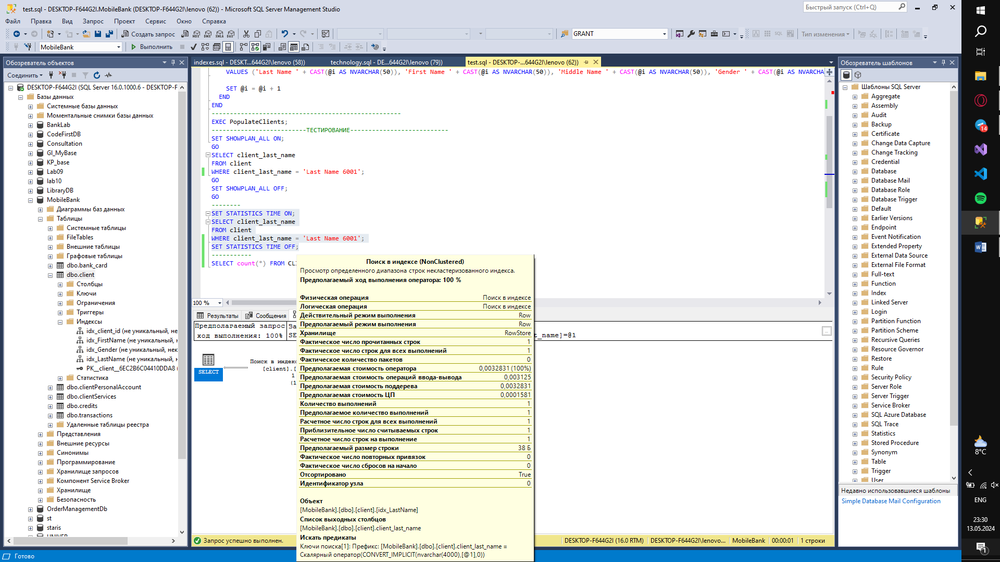 test.sql - DESKTOP-F644G2I.MobileBank (DESKTOP-F644G2I\lenovo (62)) - Microsoft SQL Server Management Studio
Быстрый запуск (Ctrl+Q)
Файл Правка Вид Запрос Проект Сервис Окно Справка
Создать запрос MDX DMX XMLA DAX GRANT Тип изменения
MobileBank Выполнить
Обозреватель объектов
Соединить
DESKTOP-F644G2I (SQL Server 16.0.1000.6 - DESKTOP-F
Базы данных
Системные базы данных
Моментальные снимки базы данных
BankLab
CodeFirstDB
Consultation
GI_MyBase
KP_base
Lab09
lab10
LibraryDB
MobileBank
Диаграммы баз данных
Таблицы
Системные таблицы
FileTables
Внешние таблицы
Графовые таблицы
dbo.bank_card
dbo.client
Столбцы
Ключи
Ограничения
Триггеры
Индексы
idx_client_id (не уникальный, не
idx_FirstName (не уникальный, н
idx_Gender (не уникальный, нек
idx_LastName (не уникальный, н
PK__client__6EC2B6C04410DDA8 (
Статистика
dbo.clientPersonalAccount
dbo.clientServices
dbo.credits
dbo.transactions
Удаленные таблицы реестра
Представления
Внешние ресурсы
Синонимы
Программирование
Хранилище запросов
Компонент Service Broker
Хранилище
Безопасность
OrderManagementDb
st
staris
indexes.sql - DESKT...644G2I\lenovo (58)) technology.sql - DE...644G2I\lenovo (79)) test.sql - DESKTOP-...644G2I\lenovo (62))
VALUES ('Last Name ' + CAST(@i AS NVARCHAR(50)), 'First Name ' + CAST(@i AS NVARCHAR(50)), 'Middle Name ' + CAST(@i AS NVARCHAR(50)), 'Gender ' + CAST(@i AS NVARCHA
SET @i = @i + 1
END
END
----------------------------------------------------
EXEC PopulateClients;
--------------------------ТЕСТИРОВАНИЕ---------------------------
SET SHOWPLAN_ALL ON;
GO
SELECT client_last_name
FROM client
WHERE client_last_name = 'Last Name 6001';
GO
SET SHOWPLAN_ALL OFF;
GO
--------
SET STATISTICS TIME ON;
SELECT client_last_name
FROM client
WHERE client_last_name = 'Last Name 6001';
SET STATISTICS TIME OFF;
-----------
SELECT count(*) FROM CL
100 %
Результаты Сообщения
Предполагаемый запрос
ход выполнения: 100%
t_name]=@1
SELECT
Поиск в индекс
[client].[
1
(1
Поиск в индексе (NonClustered)
Просмотр определенного диапазона строк некластеризованного индекса.
Предполагаемый ход выполнения оператора: 100 %
Физическая операция Поиск в индексе
Логическая операция Поиск в индексе
Действительный режим выполнения Row
Предполагаемый режим выполнения Row
Хранилище RowStore
Фактическое число прочитанных строк 1
Фактическое число строк для всех выполнений 1
Фактическое количество пакетов 0
Предполагаемая стоимость оператора 0,0032831 (100%)
Предполагаемая стоимость операций ввода-вывода 0,003125
Предполагаемая стоимость поддерева 0,0032831
Предполагаемая стоимость ЦП 0,0001581
Количество выполнений 1
Предполагаемое количество выполнений 1
Расчетное число строк для всех выполнений 1
Приблизительное число считываемых строк 1
Расчетное число строк на выполнение 1
Предполагаемый размер строки 38 Б
Фактическое число повторных привязок 0
Фактическое число сбросов на начало 0
Отсортировано True
Идентификатор узла 0
Объект
[MobileBank].[dbo].[client].[idx_LastName]
Список выходных столбцов
[MobileBank].[dbo].[client].client_last_name
Искать предикаты
Ключи поиска[1]: Префикс: [MobileBank].[dbo].[client].client_last_name =
Скалярный оператор(CONVERT_IMPLICIT(nvarchar(4000),[@1],0))
Запрос успешно выполнен. DESKTOP-F644G2I (16.0 RTM) DESKTOP-F644G2I\lenovo... MobileBank 00:00:01 1 строки
Обозреватель шаблонов
Шаблоны SQL Server
Aggregate
Assembly
Audit
Backup
Certificate
Change Data Capture
Change Tracking
Credential
Database
Database Mail
Database Role
Database Trigger
Default
Earlier Versions
Endpoint
Event Notification
Extended Property
External Data Source
External File Format
Full-text
Function
Index
Linked Server
Login
Partition Function
Partition Scheme
Recursive Queries
Resource Governor
Restore
Rule
Security Policy
Server Role
Server Trigger
Service Broker
SQL Azure Database
SQL Trace
Statistics
Stored Procedure
Synonym
Table
Trigger
User
Недавно использовавшиеся шаблоны
Simple Database Mail Configuration
Готово
14
8°C
ENG
23:30
13.05.2024
1